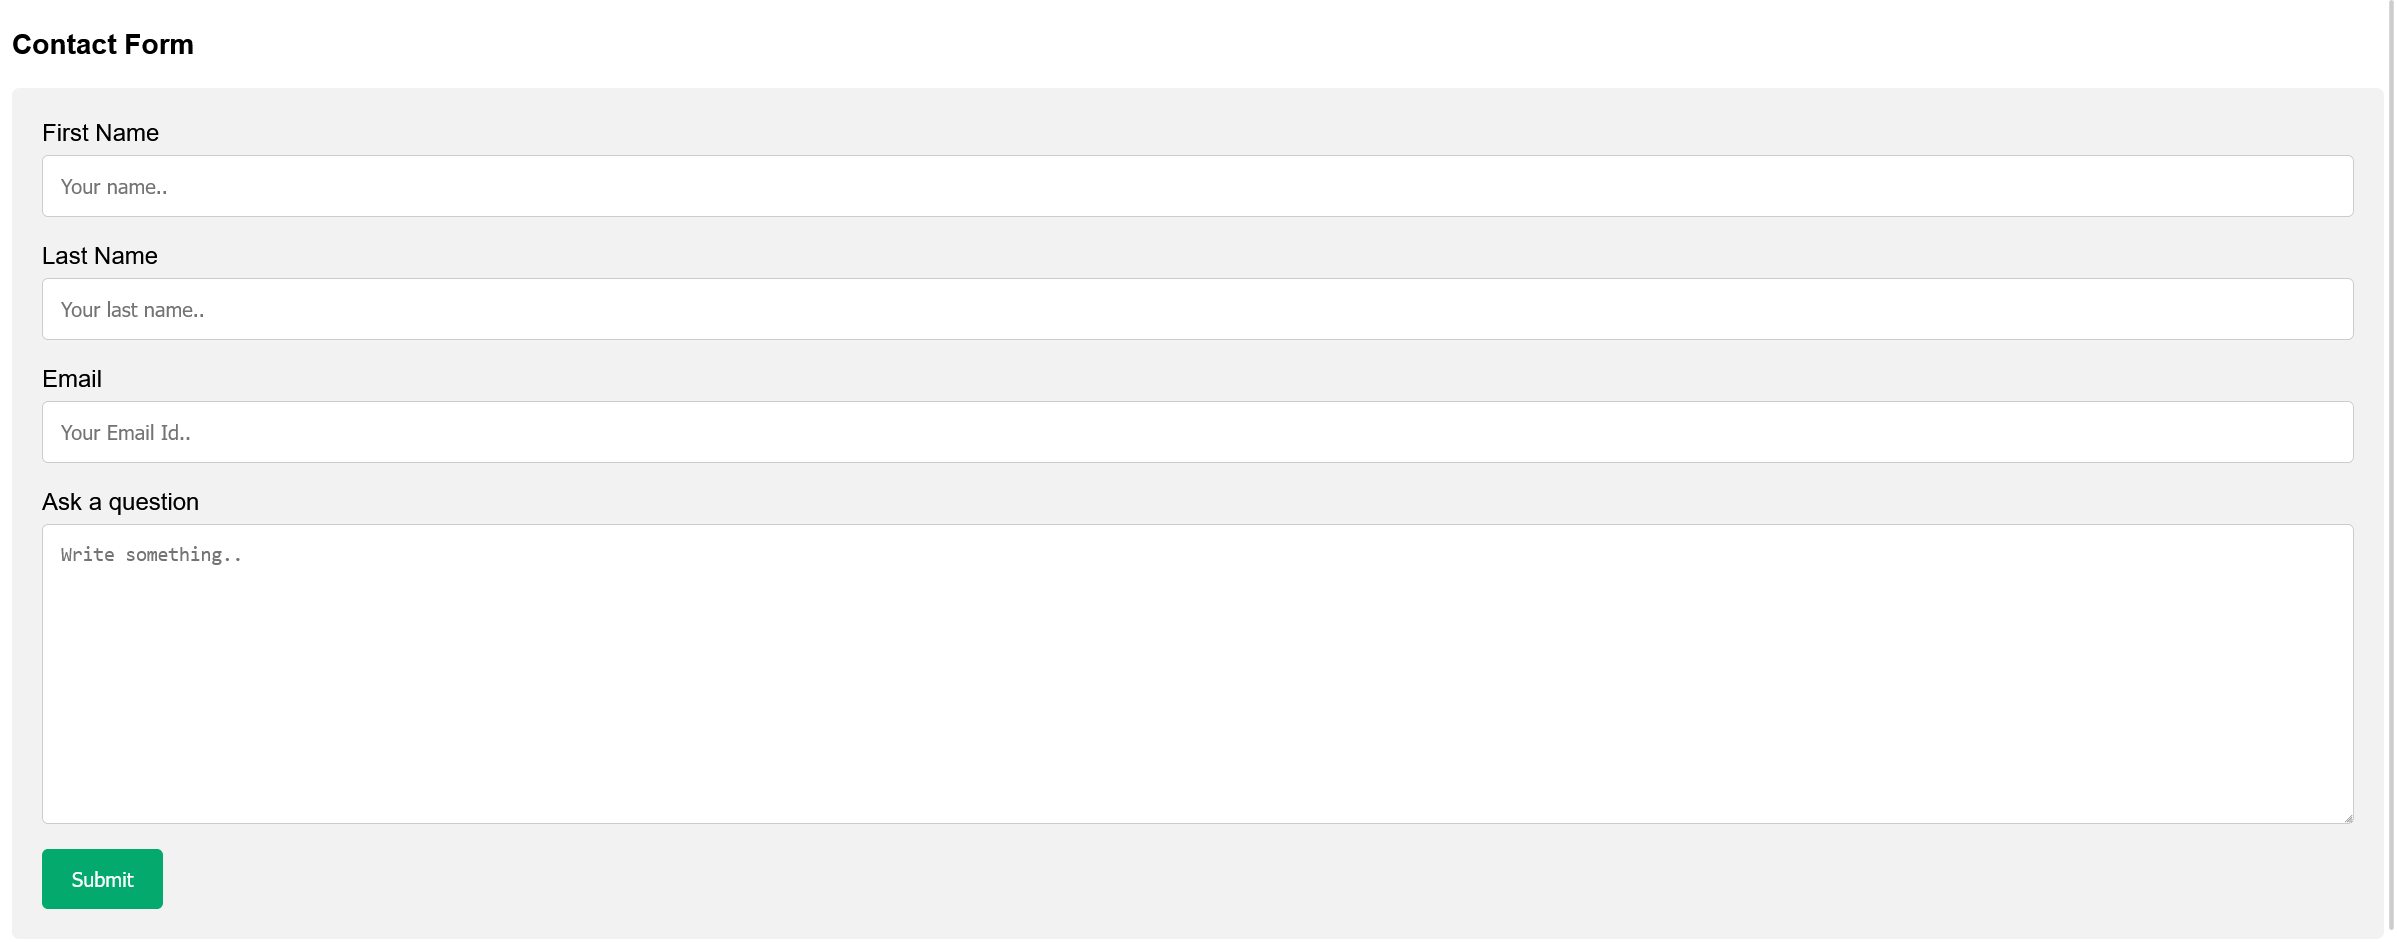 Contact Form
First Name
Your name..
Last Name
Your last name..
Email
Your Email Id..
Ask a question
Write something..
Submit